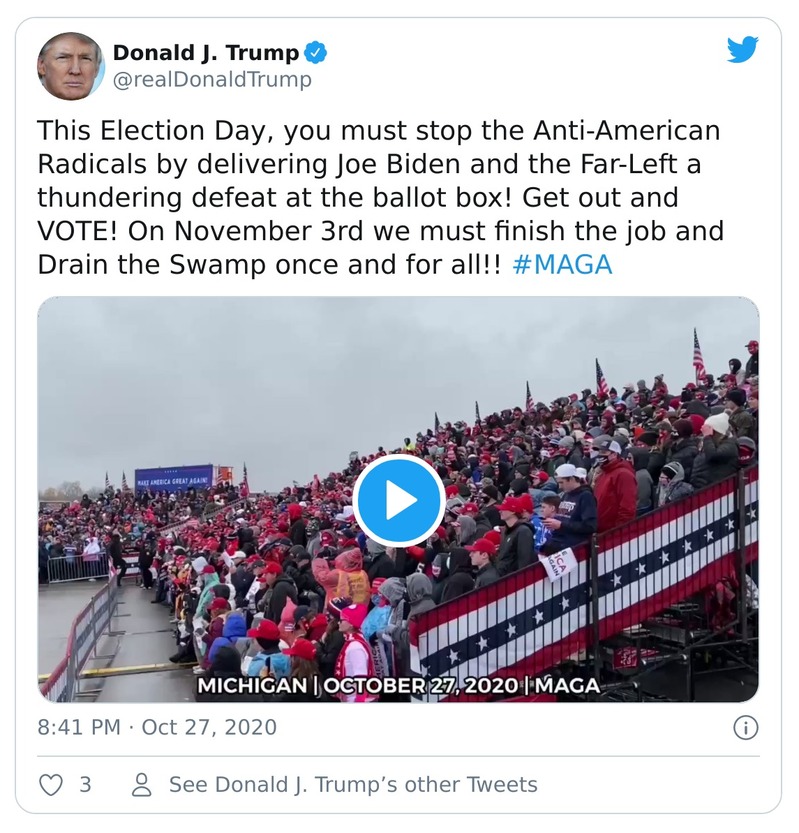 Donald J. Trump
@realDonaldTrump
This Election Day, you must stop the Anti-American
Radicals by delivering Joe Biden and the Far-Left a
thundering defeat at the ballot box! Get out and
VOTE! On November 3rd we must finish the job and
Drain the Swamp once and for all!! #MAGA
MAKE AMERICA GREAT AGAIN!
MICHIGAN | OCTOBER 27, 2020 | MAGA
8:41 PM · Oct 27, 2020
3
See Donald J. Trump’s other Tweets